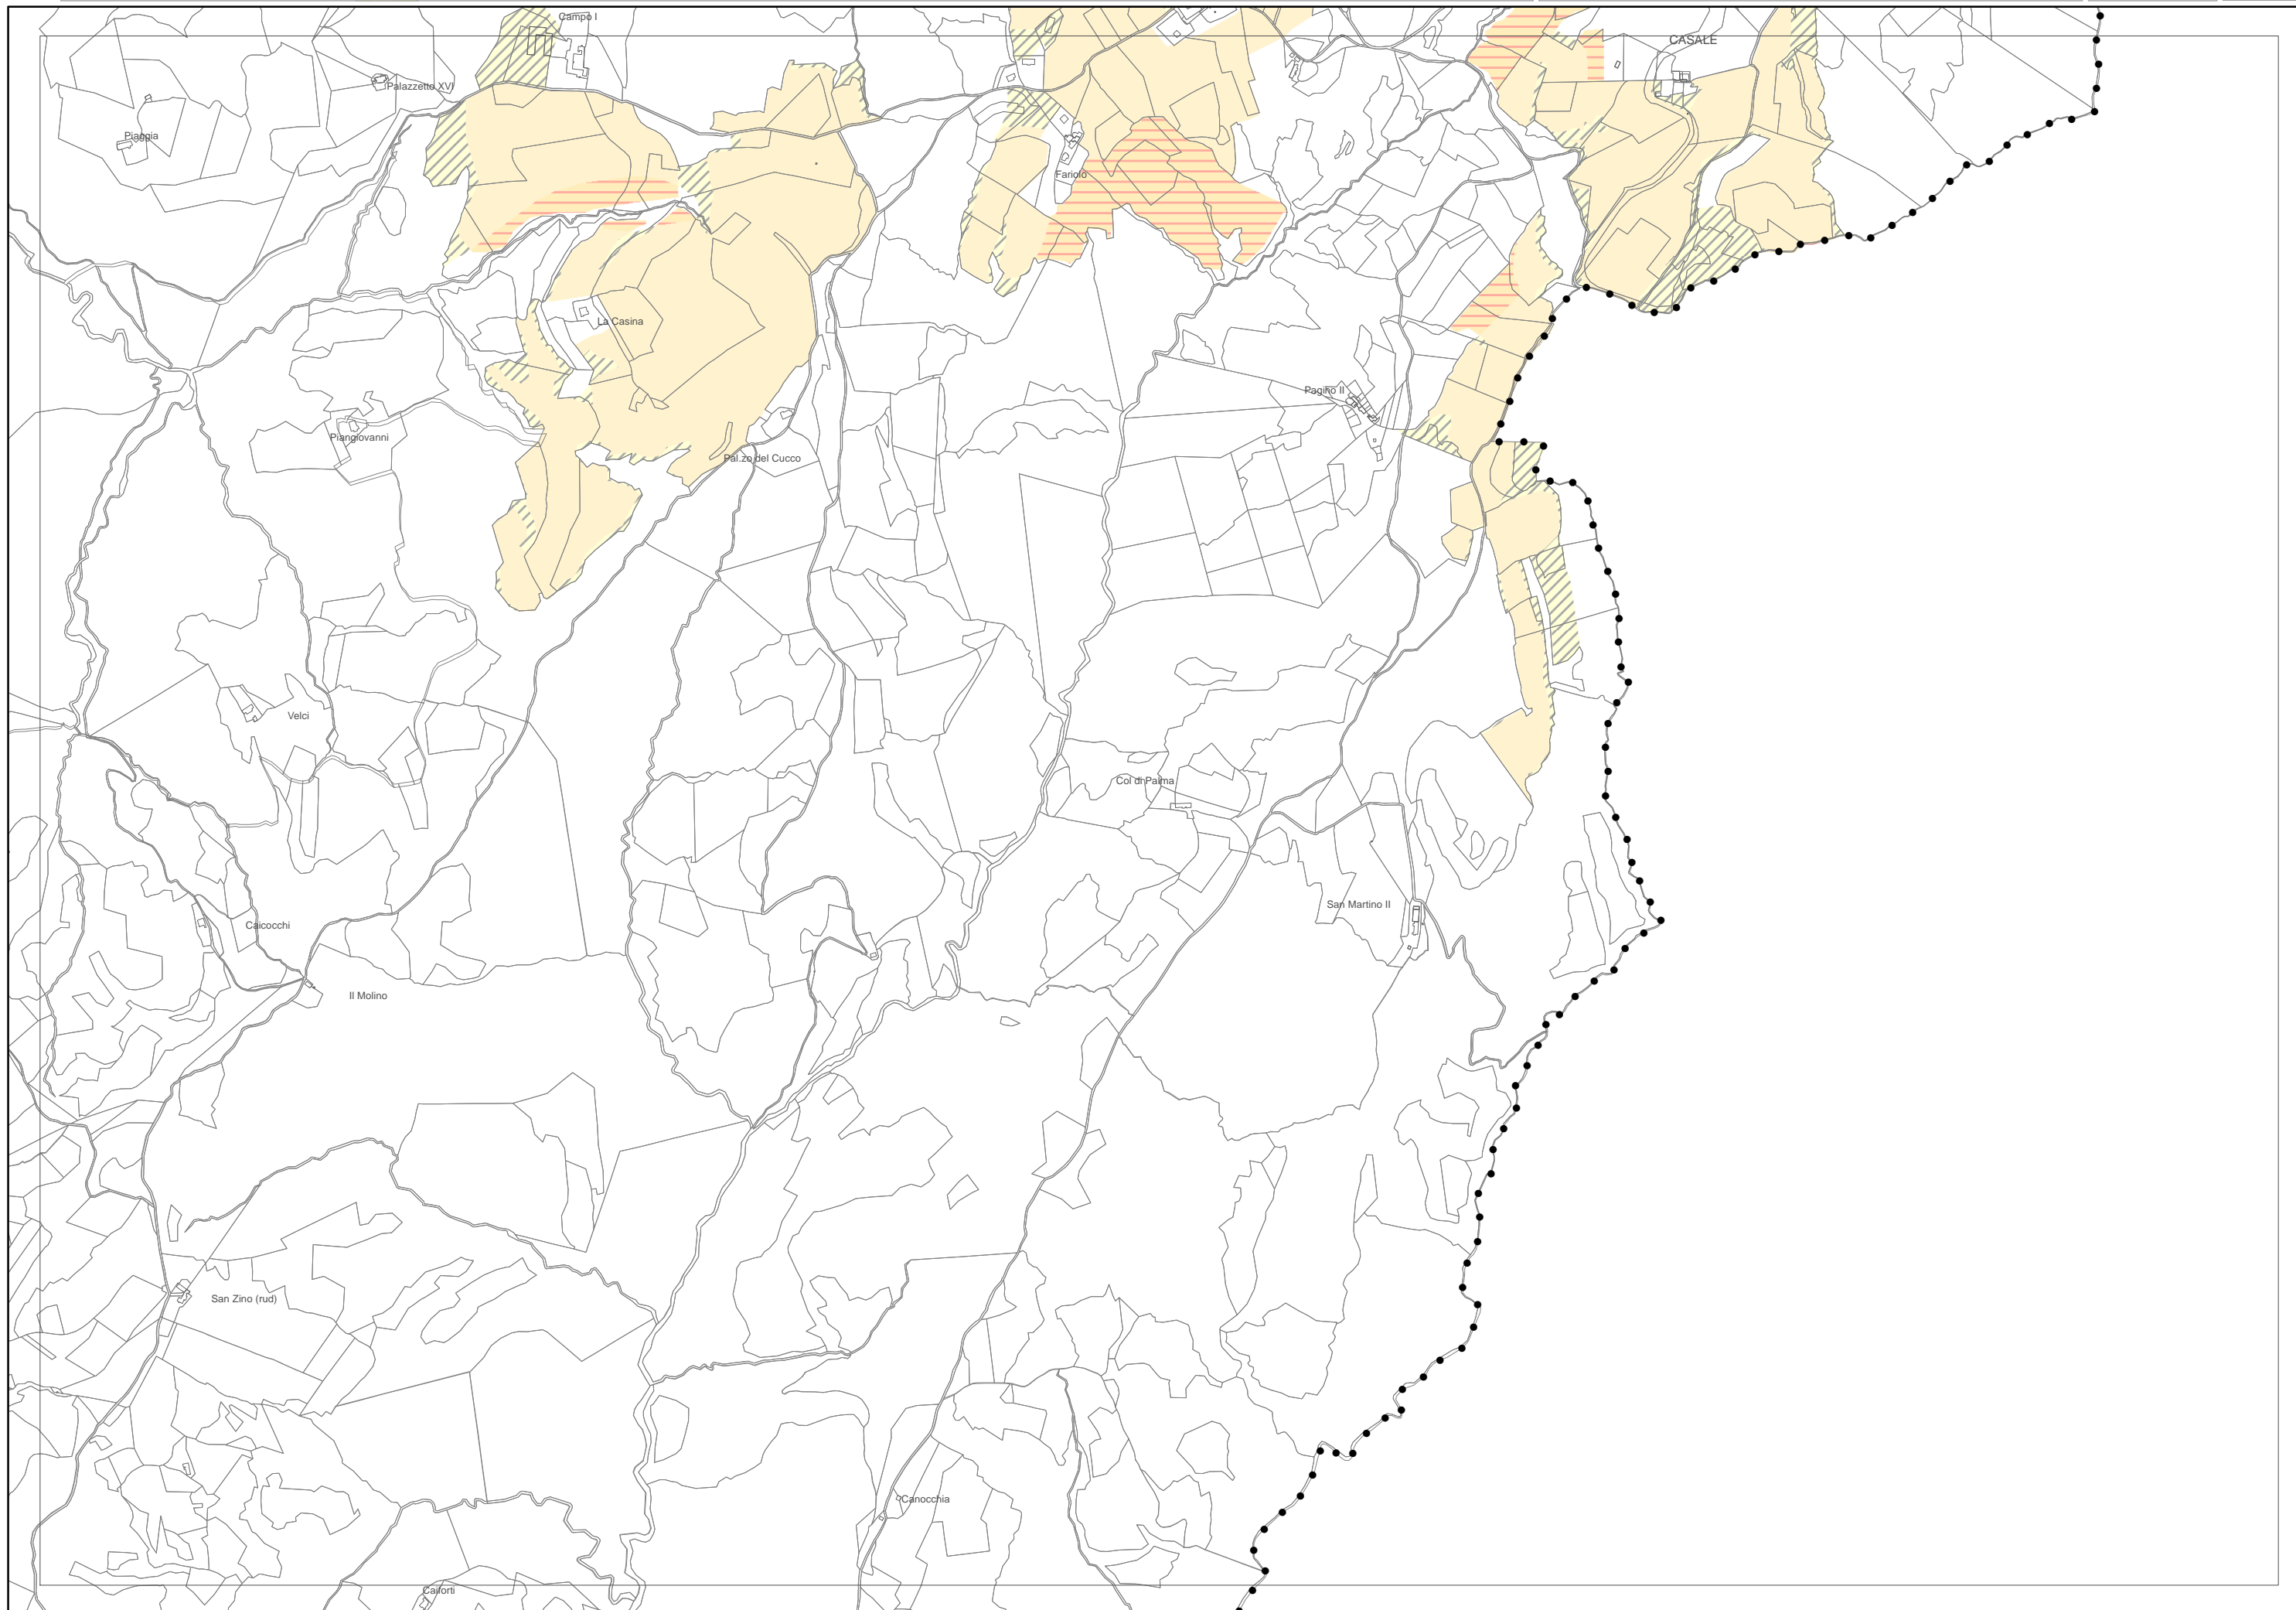 Campo I
CASALE
Palazzetto XVI
Piaggia
Fariolo
La Casina
Pagino II
Piangiovanni
Pal.zo del Cucco
Velci
Col di Palma
San Martino II
Caicocchi
Il Molino
San Zino (rud)
Canocchia
Caiforti